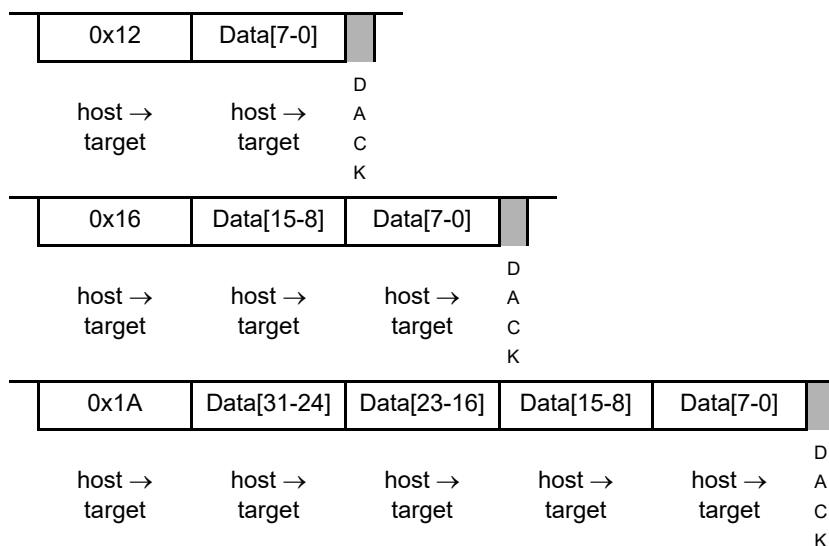 0x12 Data[7-0]
D
host → host → A
target target C
K
0x16 Data[15-8] Data[7-0]
D
host → host → host → A
target target target C
K
0x1A Data[31-24] Data[23-16] Data[15-8] Data[7-0]
D
host → host → host → host → host → A
target target target target target C
K